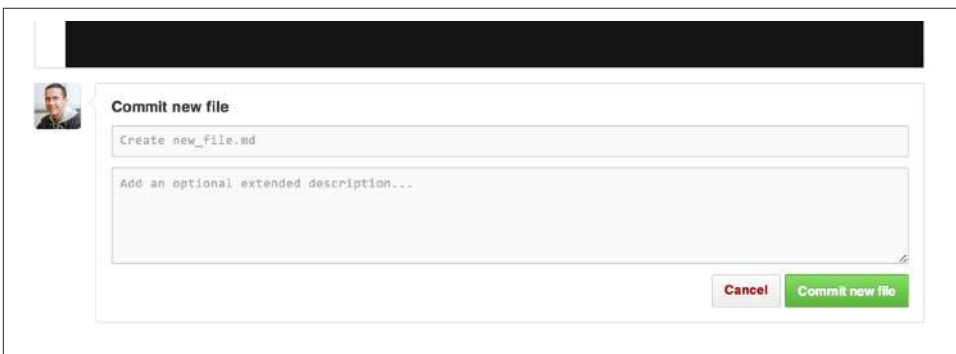 Commit new file
Create new_file.md
Add an optional extended description...
Cancel
Commit new file